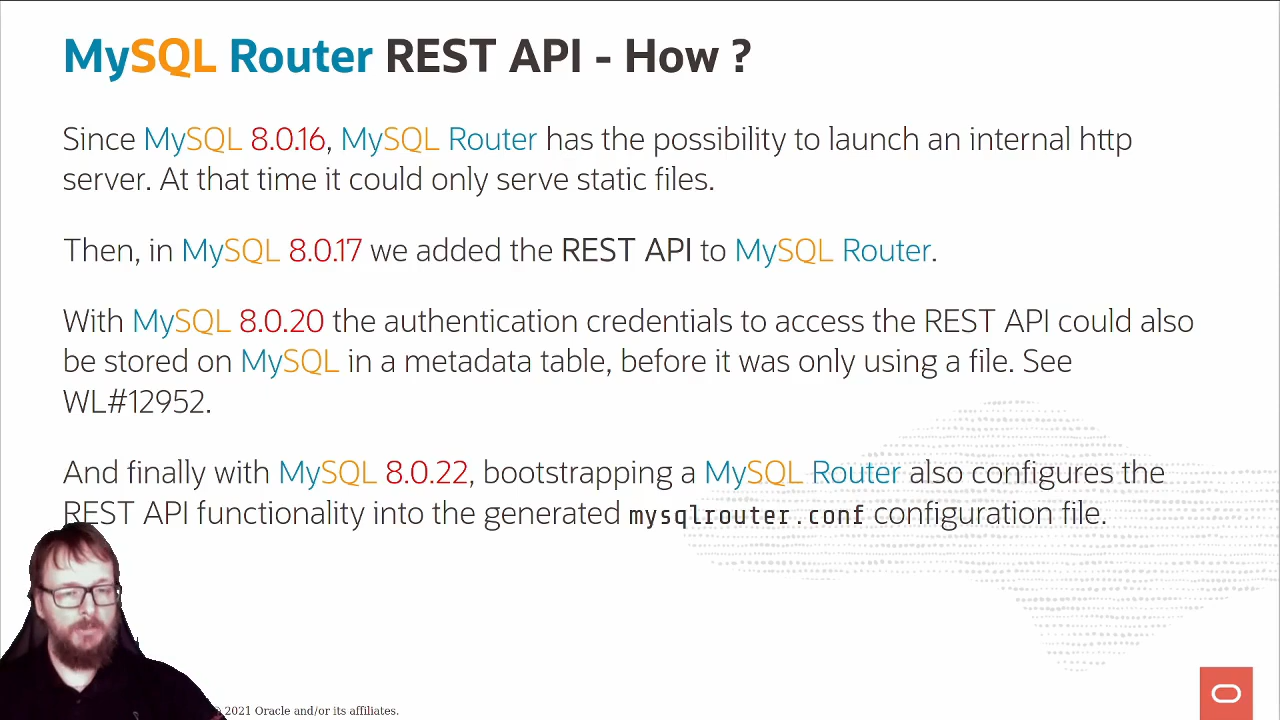 MySQL Router REST API - How ?
Since MySQL 8.0.16, MySQL Router has the possibility to launch an internal http
server. At that time it could only serve static files.
Then, in MySQL 8.0.17 we added the REST API to MySQL Router.
With MySQL 8.0.20 the authentication credentials to access the REST API could also
be stored on MySQL in a metadata table, before it was only using a file. See
WL#12952.
And finally with MySQL 8.0.22, bootstrapping a MySQL Router also configures the
REST API functionality into the generated mysqlrouter.conf configuration file.
2021 Oracle and/or its affiliates.